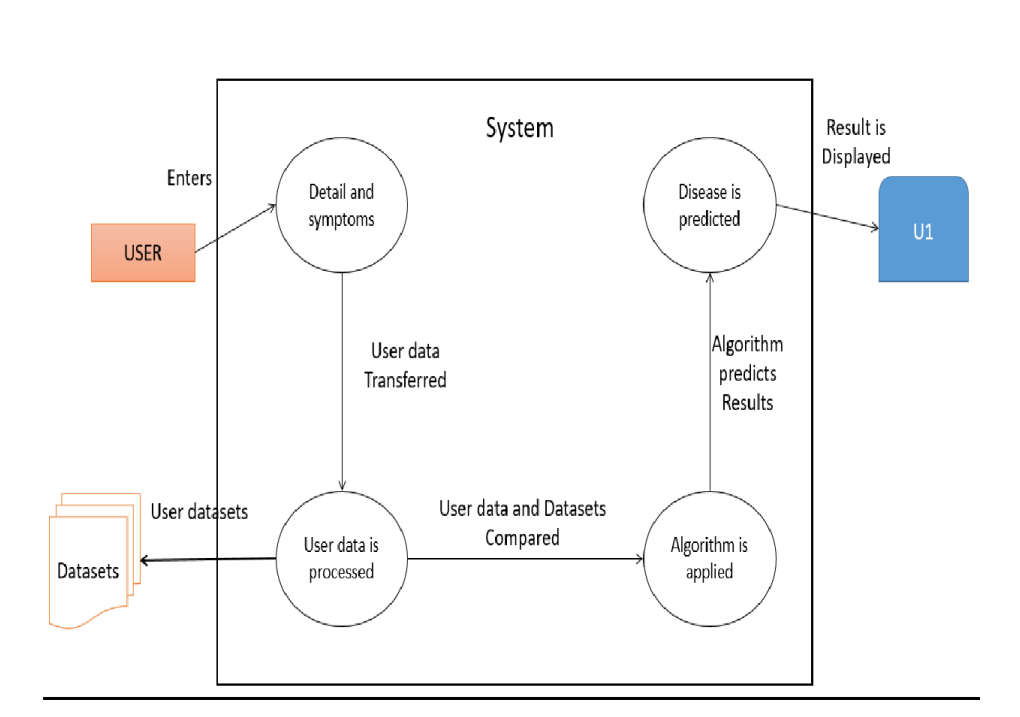 System
Enters
USER
Detail and
symptoms
Disease is
predicted
Result is
Displayed
U1
User data
Transferred
Algorithm
predicts
Results
User datasets
Datasets
User data is
processed
User data and Datasets
Compared
Algorithm is
applied